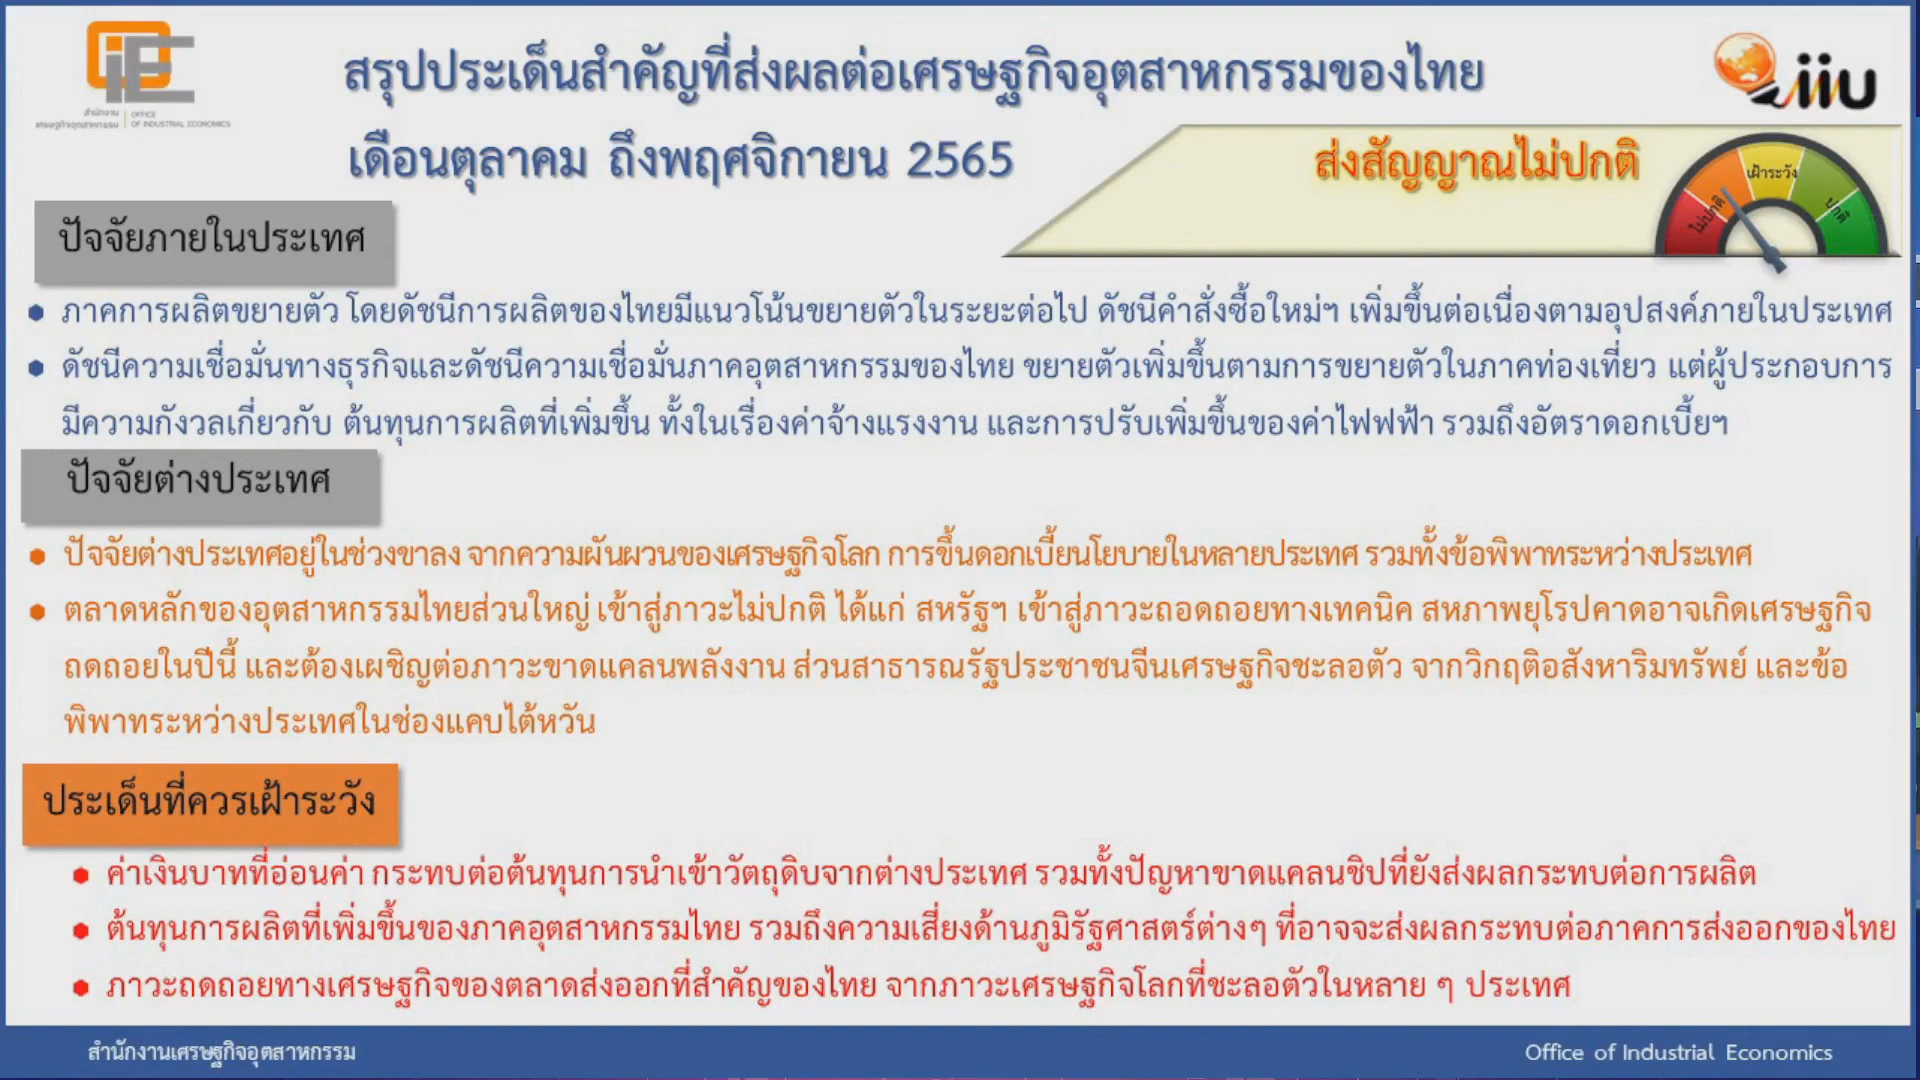 สำนักงาน
เศรษฐกิจอุตสาหกรรม
OFFICE
OF INDUSTRIAL ECONOMICS
สรุปประเด็นสำคัญที่ส่งผลต่อเศรษฐกิจอุตสาหกรรมของไทย
เดือนตุลาคม ถึงพฤศจิกายน 2565
iiu
ส่งสัญญาณไม่ปกติ
ไม่ปกติ
เฝ้าระวัง
ปกติ
ปัจจัยภายในประเทศ
ภาคการผลิตขยายตัว โดยดัชนีการผลิตของไทยมีแนวโน้นขยายตัวในระยะต่อไป ดัชนีคำสั่งซื้อใหม่ฯ เพิ่มขึ้นต่อเนื่องตามอุปสงค์ภายในประเทศ
ดัชนีความเชื่อมั่นทางธุรกิจและดัชนีความเชื่อมั่นภาคอุตสาหกรรมของไทย ขยายตัวเพิ่มขึ้นตามการขยายตัวในภาคท่องเที่ยว แต่ผู้ประกอบการ
มีความกังวลเกี่ยวกับ ต้นทุนการผลิตที่เพิ่มขึ้น ทั้งในเรื่องค่าจ้างแรงงาน และการปรับเพิ่มขึ้นของค่าไฟฟ้า รวมถึงอัตราดอกเบี้ยฯ
ปัจจัยต่างประเทศ
ปัจจัยต่างประเทศอยู่ในช่วงขาลง จากความผันผวนของเศรษฐกิจโลก การขึ้นดอกเบี้ยนโยบายในหลายประเทศ รวมทั้งข้อพิพาทระหว่างประเทศ
ตลาดหลักของอุตสาหกรรมไทยส่วนใหญ่ เข้าสู่ภาวะไม่ปกติ ได้แก่ สหรัฐฯ เข้าสู่ภาวะถอดถอยทางเทคนิค สหภาพยุโรปคาดอาจเกิดเศรษฐกิจ
ถดถอยในปีนี้ และต้องเผชิญต่อภาวะขาดแคลนพลังงาน ส่วนสาธารณรัฐประชาชนจีนเศรษฐกิจชะลอตัว จากวิกฤติอสังหาริมทรัพย์ และข้อ
พิพาทระหว่างประเทศในช่องแคบไต้หวัน
ประเด็นที่ควรเฝ้าระวัง
ค่าเงินบาทที่อ่อนค่า กระทบต่อต้นทุนการนำเข้าวัตถุดิบจากต่างประเทศ รวมทั้งปัญหาขาดแคลนชิปที่ยังส่งผลกระทบต่อการผลิต
ต้นทุนการผลิตที่เพิ่มขึ้นของภาคอุตสาหกรรมไทย รวมถึงความเสี่ยงด้านภูมิรัฐศาสตร์ต่างๆ ที่อาจจะส่งผลกระทบต่อภาคการส่งออกของไทย
ภาวะถดถอยทางเศรษฐกิจของตลาดส่งออกที่สำคัญของไทย จากภาวะเศรษฐกิจโลกที่ชะลอตัวในหลาย ๆ ประเทศ
สำนักงานเศรษฐกิจอุตสาหกรรม
Office of Industrial Economics